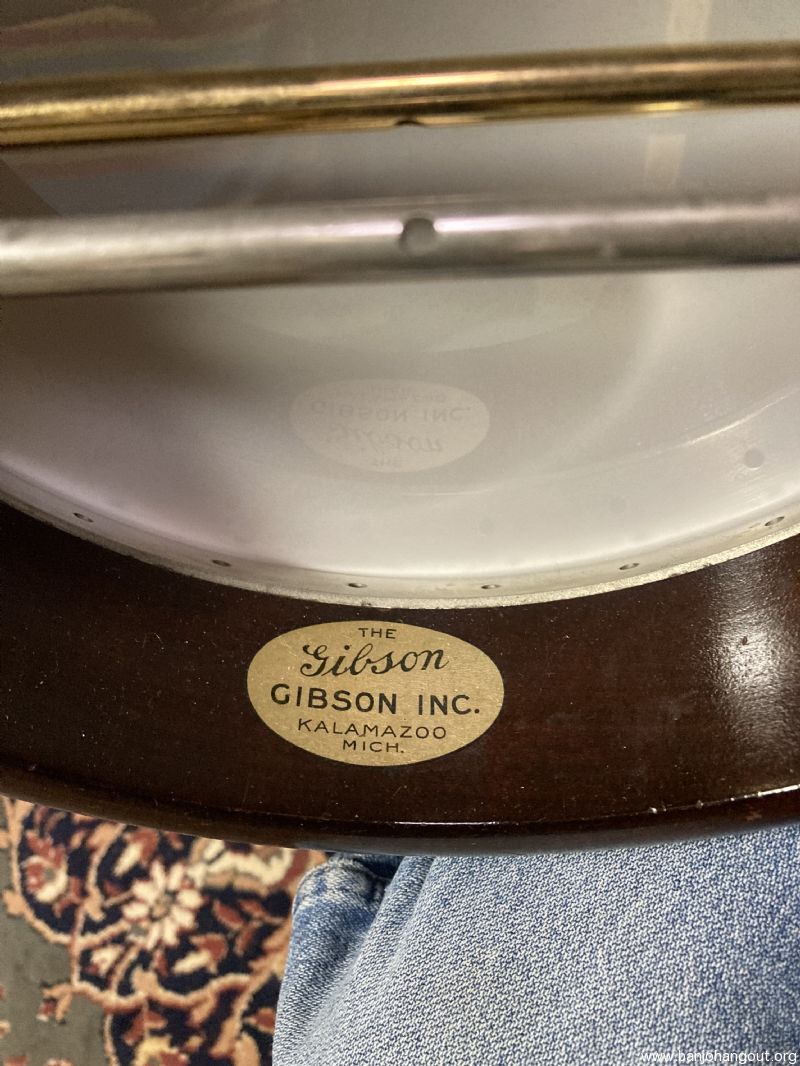 THE
Gibson
GIBSON INC.
KALAMAZOO
MICH.
www.banjohangout.org